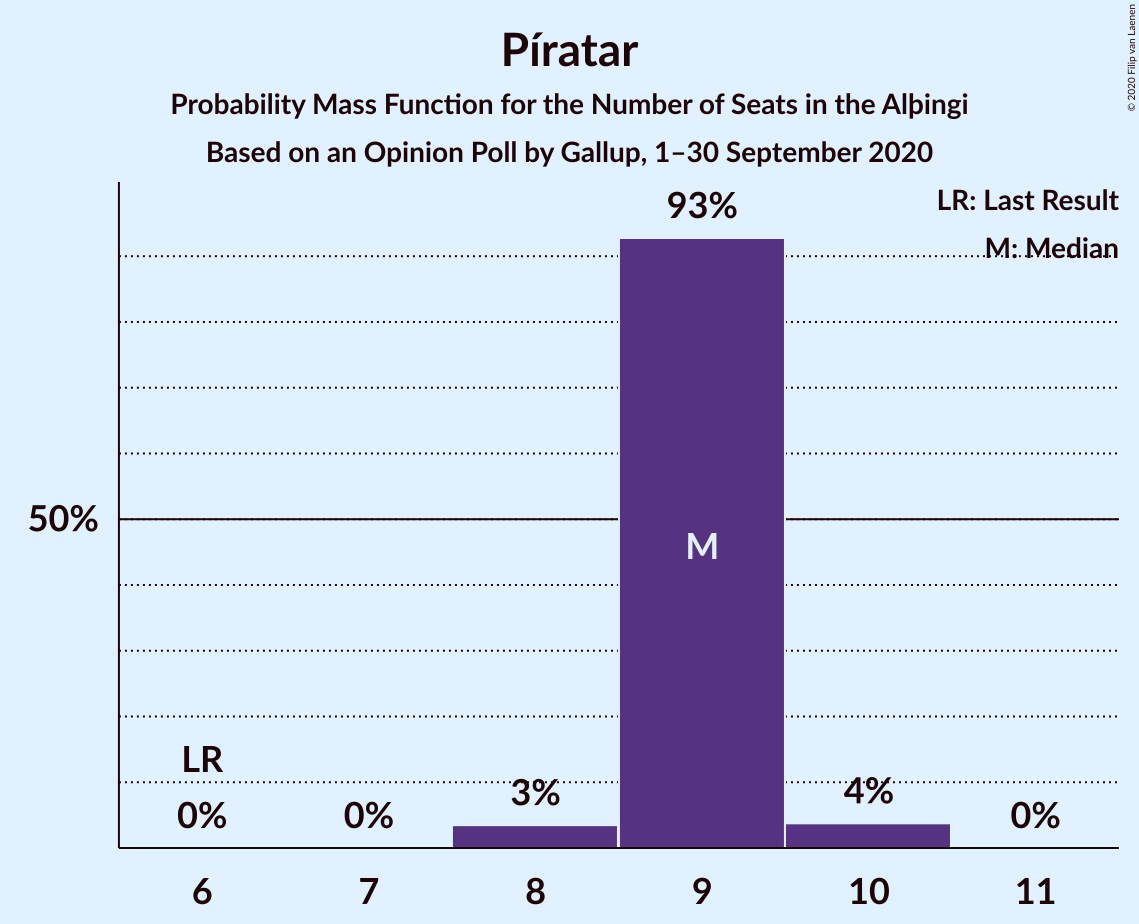 Píratar
Probability Mass Function for the Number of Seats in the Alþingi
Based on an Opinion Poll by Gallup, 1–30 September 2020
© 2020 Filip van Laenen
LR: Last Result
M: Median
93%
50%
M
LR
0%
0%
3%
4%
0%
6
7
8
9
10
11